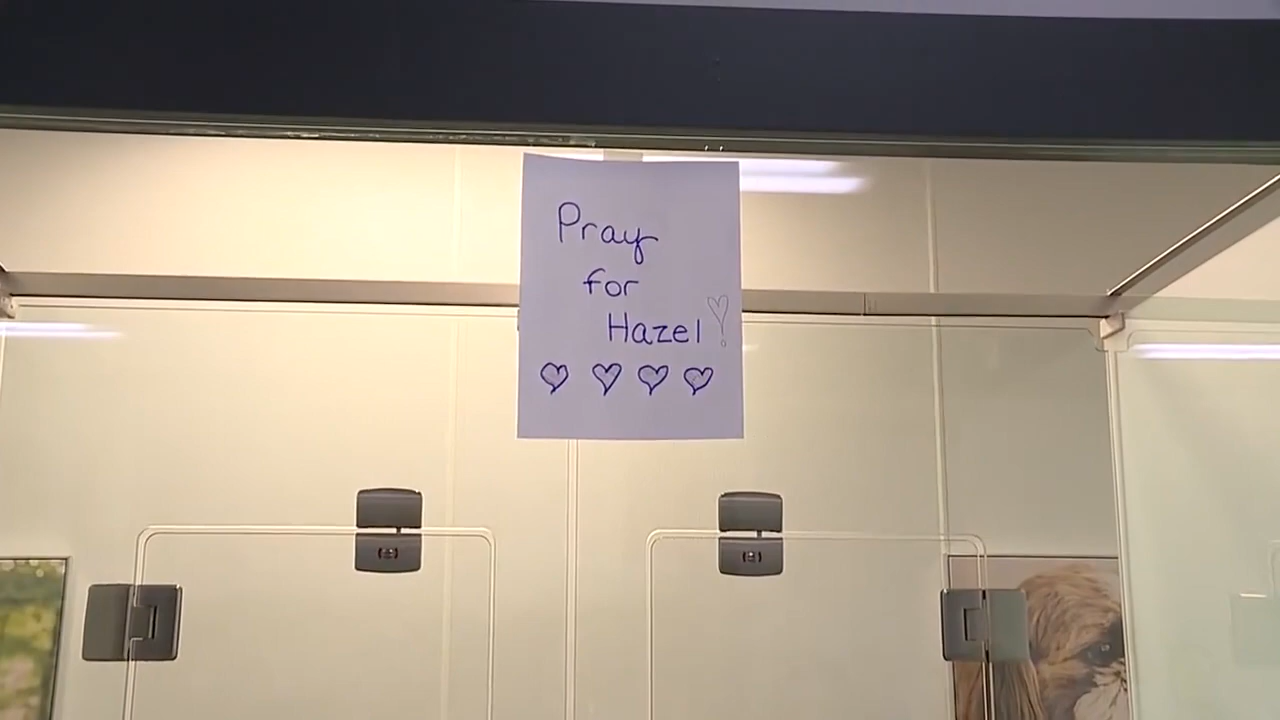 Pray
for
Hazel!
♡ ♡ ♡ ♡